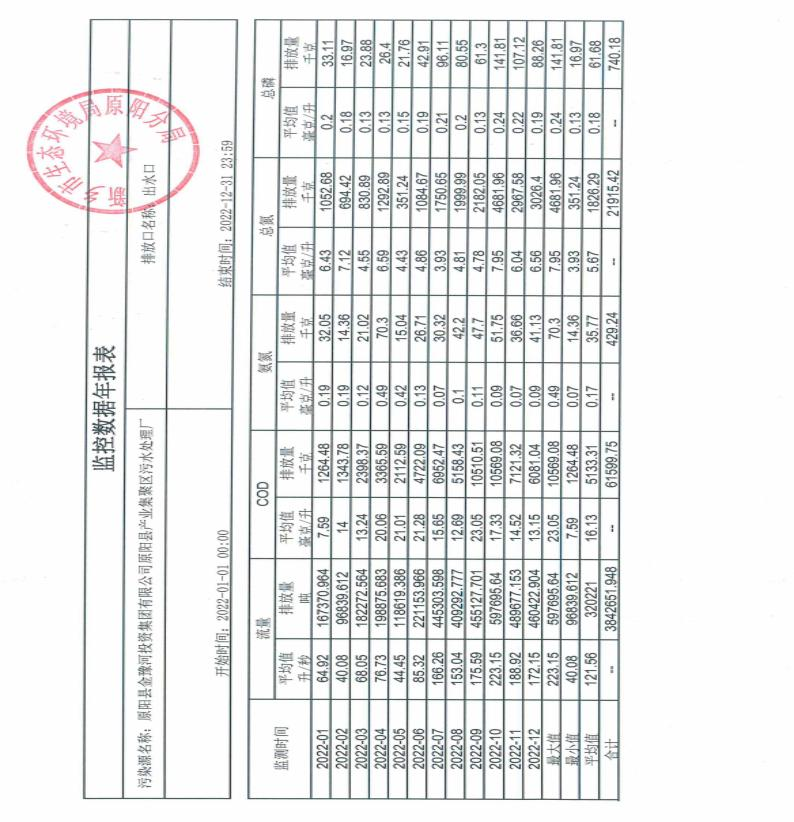 监控数据年报表
污染源名称：原阳县金豫河投资集团有限公司原阳县产业集聚区污水处理厂 排放口名称：出水口
开始时间：2022-01-01 00:00 结束时间：2022-12-31 23:59
新乡市生态环境局原阳分局
监测时间 流量 COD 氨氮 总氮 总磷
平均值 排放量 平均值 排放量 平均值 排放量 平均值 排放量 平均值 排放量
升/秒 吨 毫克/升 千克 毫克/升 千克 毫克/升 千克 毫克/升 千克
2022-01 64.92 167370.964 7.59 1264.48 0.19 32.05 6.43 1052.68 0.2 33.11
2022-02 40.08 96839.612 14 1343.78 0.19 14.36 7.12 694.42 0.18 16.97
2022-03 68.05 182272.564 13.24 2398.37 0.12 21.02 4.55 830.89 0.13 23.88
2022-04 76.73 198875.683 20.06 3365.59 0.49 70.3 6.59 1292.89 0.13 26.4
2022-05 44.45 118619.386 21.01 2112.59 0.42 15.04 4.43 351.24 0.15 21.76
2022-06 85.32 221153.966 21.28 4722.09 0.13 26.71 4.86 1084.67 0.19 42.91
2022-07 166.26 445303.598 15.65 6952.47 0.07 30.32 3.93 1750.65 0.21 96.11
2022-08 153.04 409292.777 12.69 5158.43 0.1 42.2 4.81 1999.99 0.2 80.55
2022-09 175.59 455127.701 23.05 10510.51 0.11 47.7 4.78 2182.05 0.13 61.3
2022-10 223.15 597695.64 17.33 10569.08 0.09 51.75 7.95 4681.96 0.24 141.81
2022-11 188.92 489677.153 14.52 7121.32 0.07 36.66 6.04 2967.58 0.22 107.12
2022-12 172.15 460422.904 13.15 6081.04 0.09 41.13 6.56 3026.4 0.19 88.26
最大值 223.15 597695.64 23.05 10569.08 0.49 70.3 7.95 4681.96 0.24 141.81
最小值 40.08 96839.612 7.59 1264.48 0.07 14.36 3.93 351.24 0.13 16.97
平均值 121.56 320221 16.13 5133.31 0.17 35.77 5.67 1826.29 0.18 61.68
合计 -- 3842651.948 -- 61599.75 -- 429.24 -- 21915.42 -- 740.18